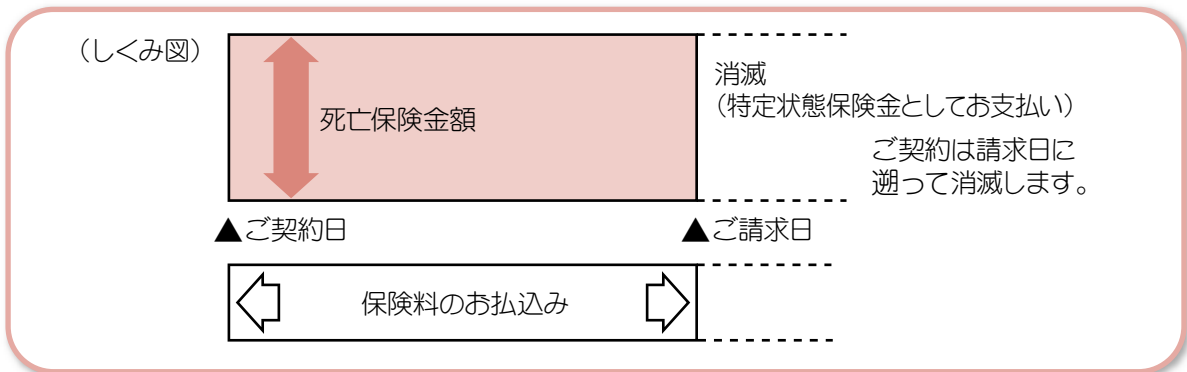 （しくみ図）
死亡保険金額
消滅
（特定状態保険金としてお支払い）
ご契約は請求日に
遡って消滅します。
▲ご契約日
▲ご請求日
保険料のお払込み